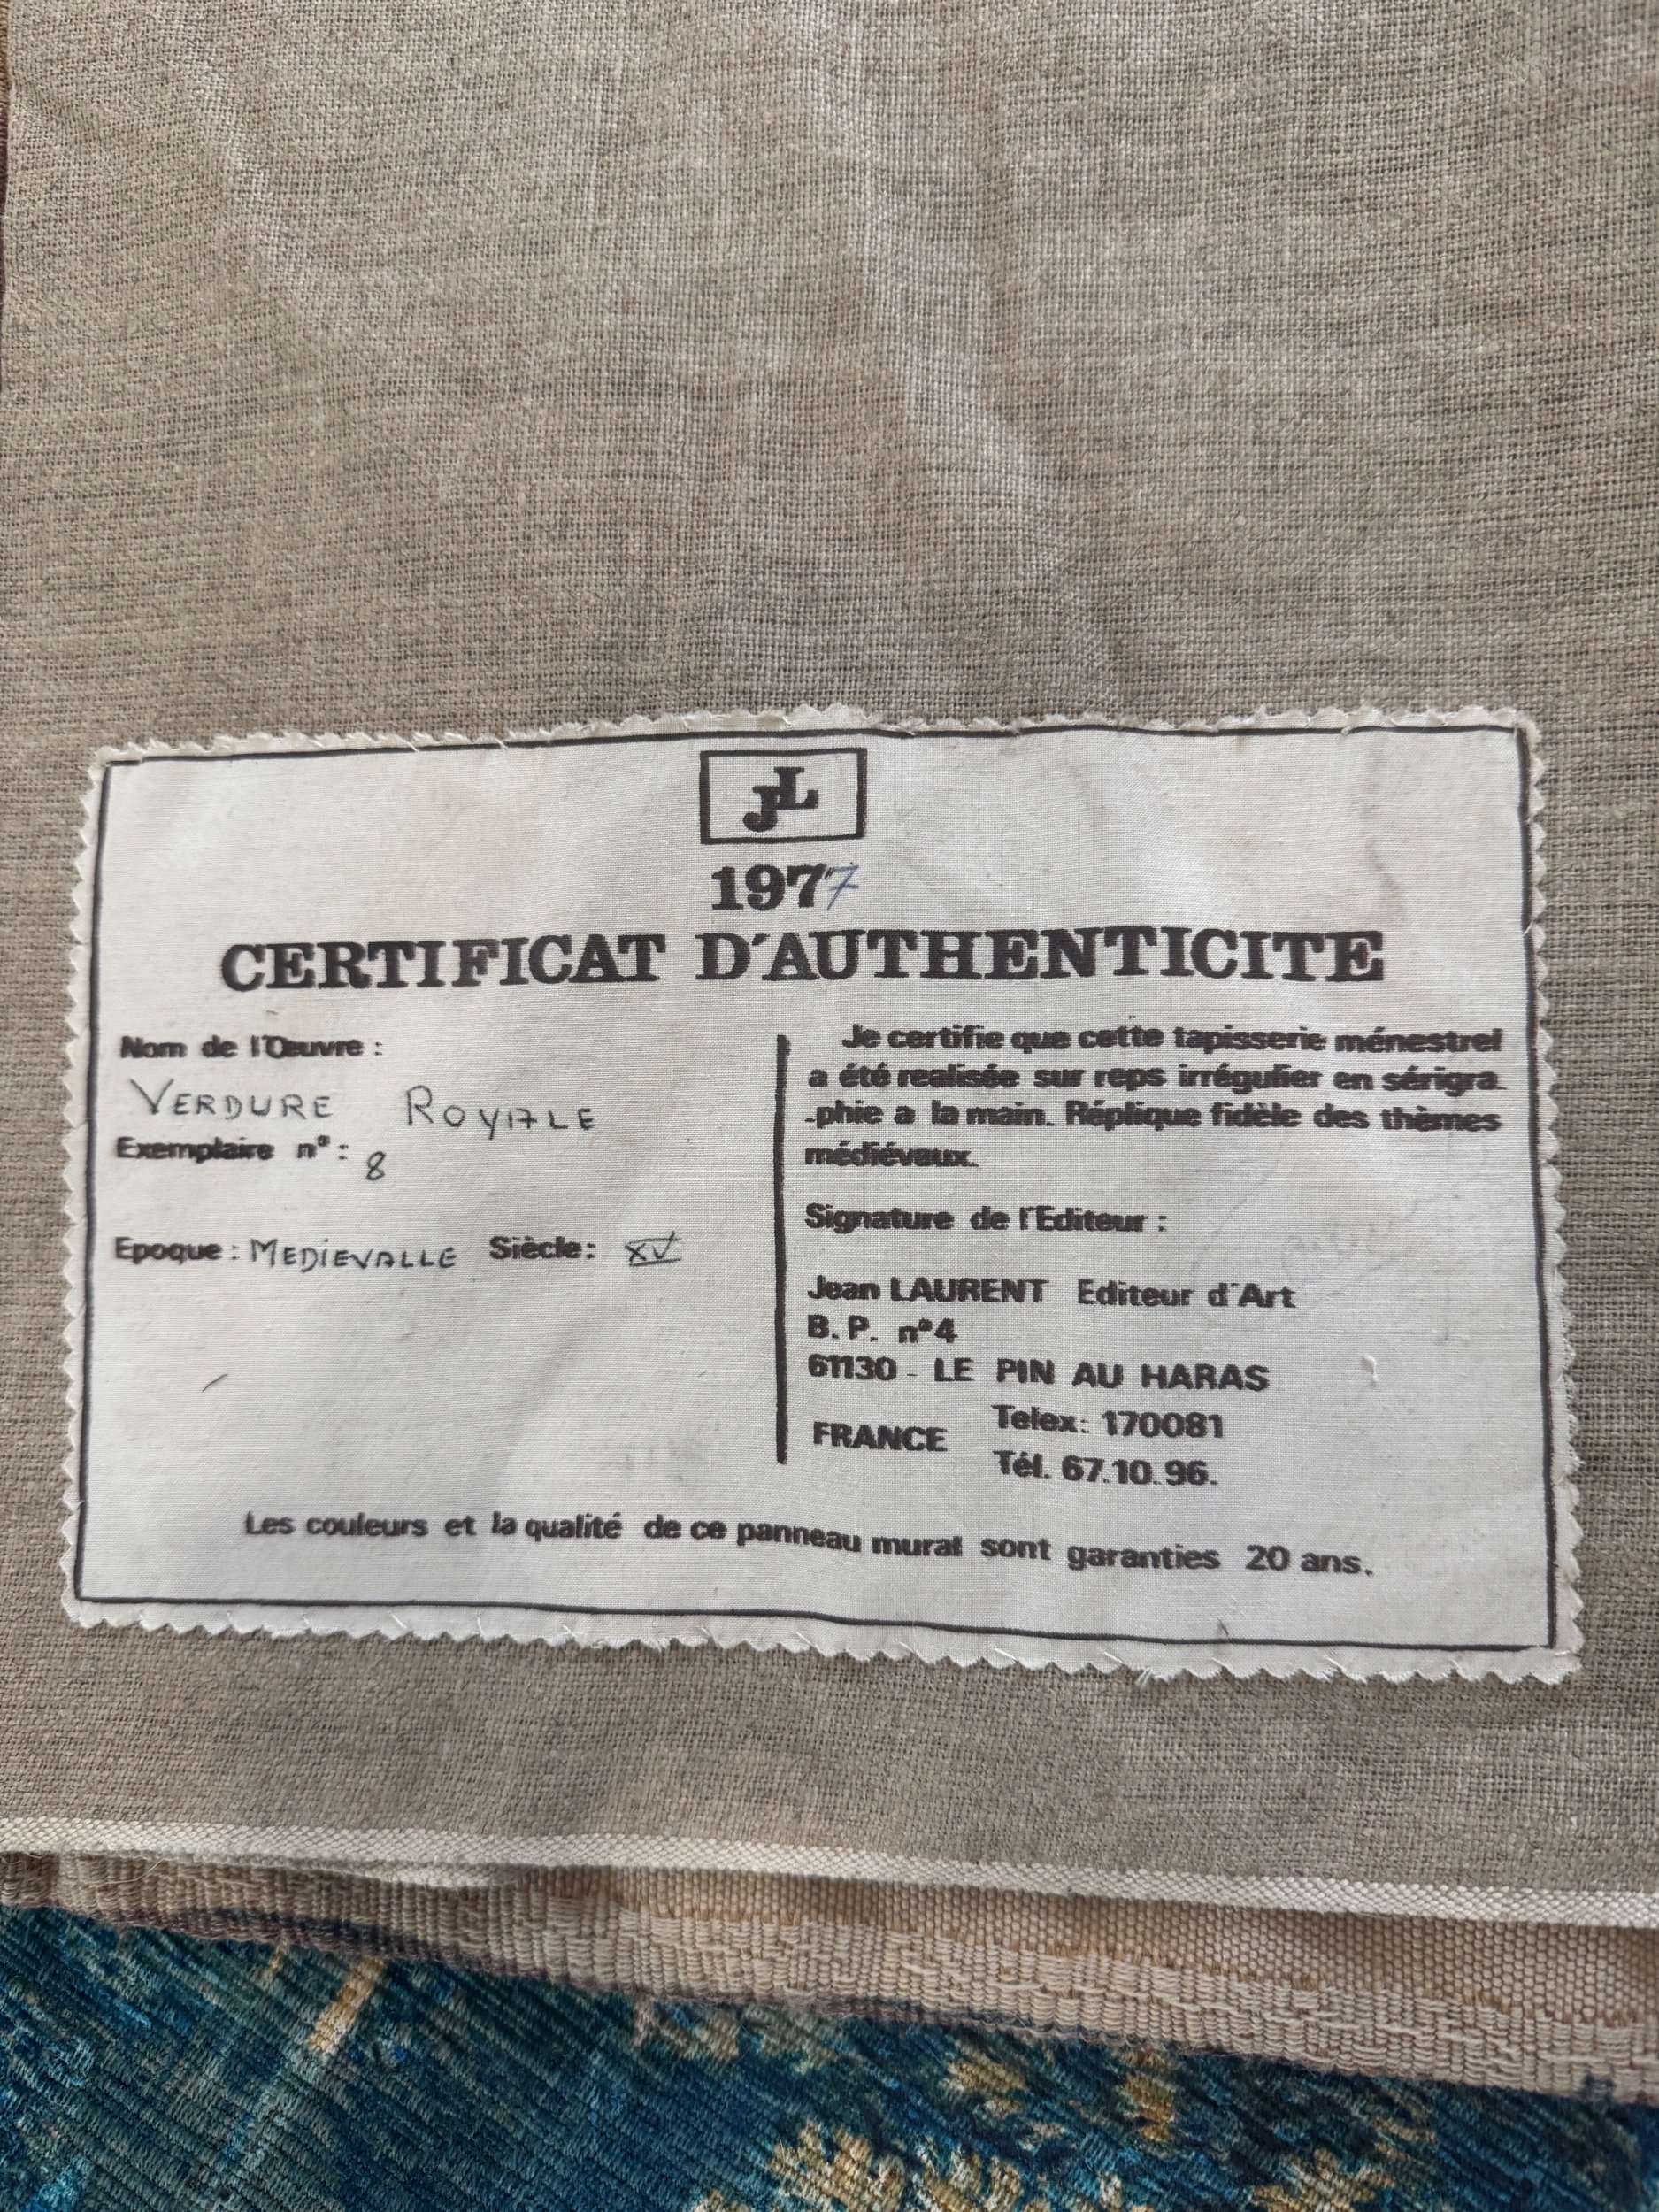 JL
1977
CERTIFICAT D'AUTHENTICITE
Nom de l'Œuvre :
VERDURE ROYALE
Exemplaire n° : 8
Epoque : MEDIEVALLE Siècle : XV
Je certifie que cette tapisserie ménestrel
a été realisée sur reps irrégulier en sérigra-
-phie a la main. Réplique fidèle des thèmes
médiévaux.
Signature de l'Editeur :
Jean LAURENT Editeur d'Art
B.P. n°4
61130 - LE PIN AU HARAS
FRANCE
Telex : 170081
Tél. 67.10.96.
Les couleurs et la qualité de ce panneau mural sont garanties 20 ans.